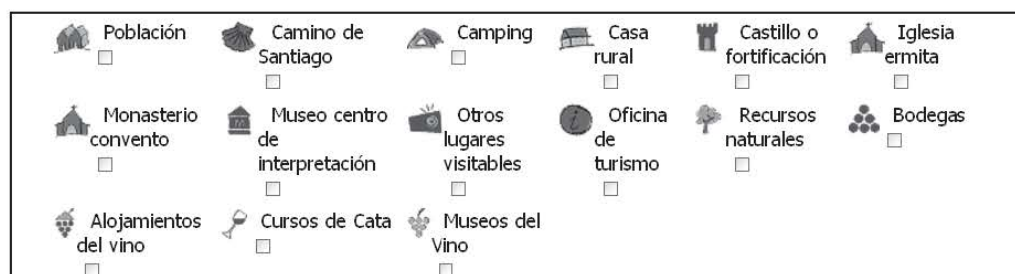 Población
Camino de
Santiago
Camping
Casa
rural
Castillo o
fortificación
Iglesia
ermita
Monasterio
convento
Museo centro
de
interpretación
Otros
lugares
visitables
Oficina
de
turismo
Recursos
naturales
Bodegas
Alojamientos
del vino
Cursos de Cata
Museos del
Vino